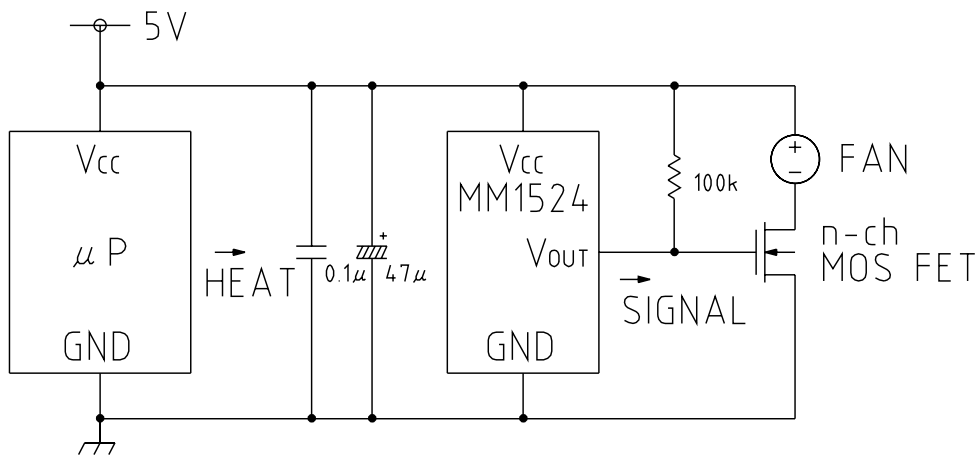 5V
Vcc
μP
GND
HEAT
0.1μ
+
47μ
Vcc
MM1524
VOUT
GND
SIGNAL
100k
+
−
FAN
n-ch
MOS FET